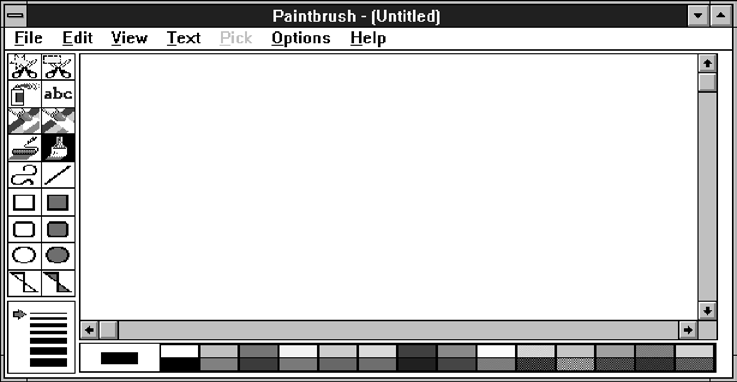 Paintbrush - (Untitled)
File Edit View Text Pick Options Help
abc